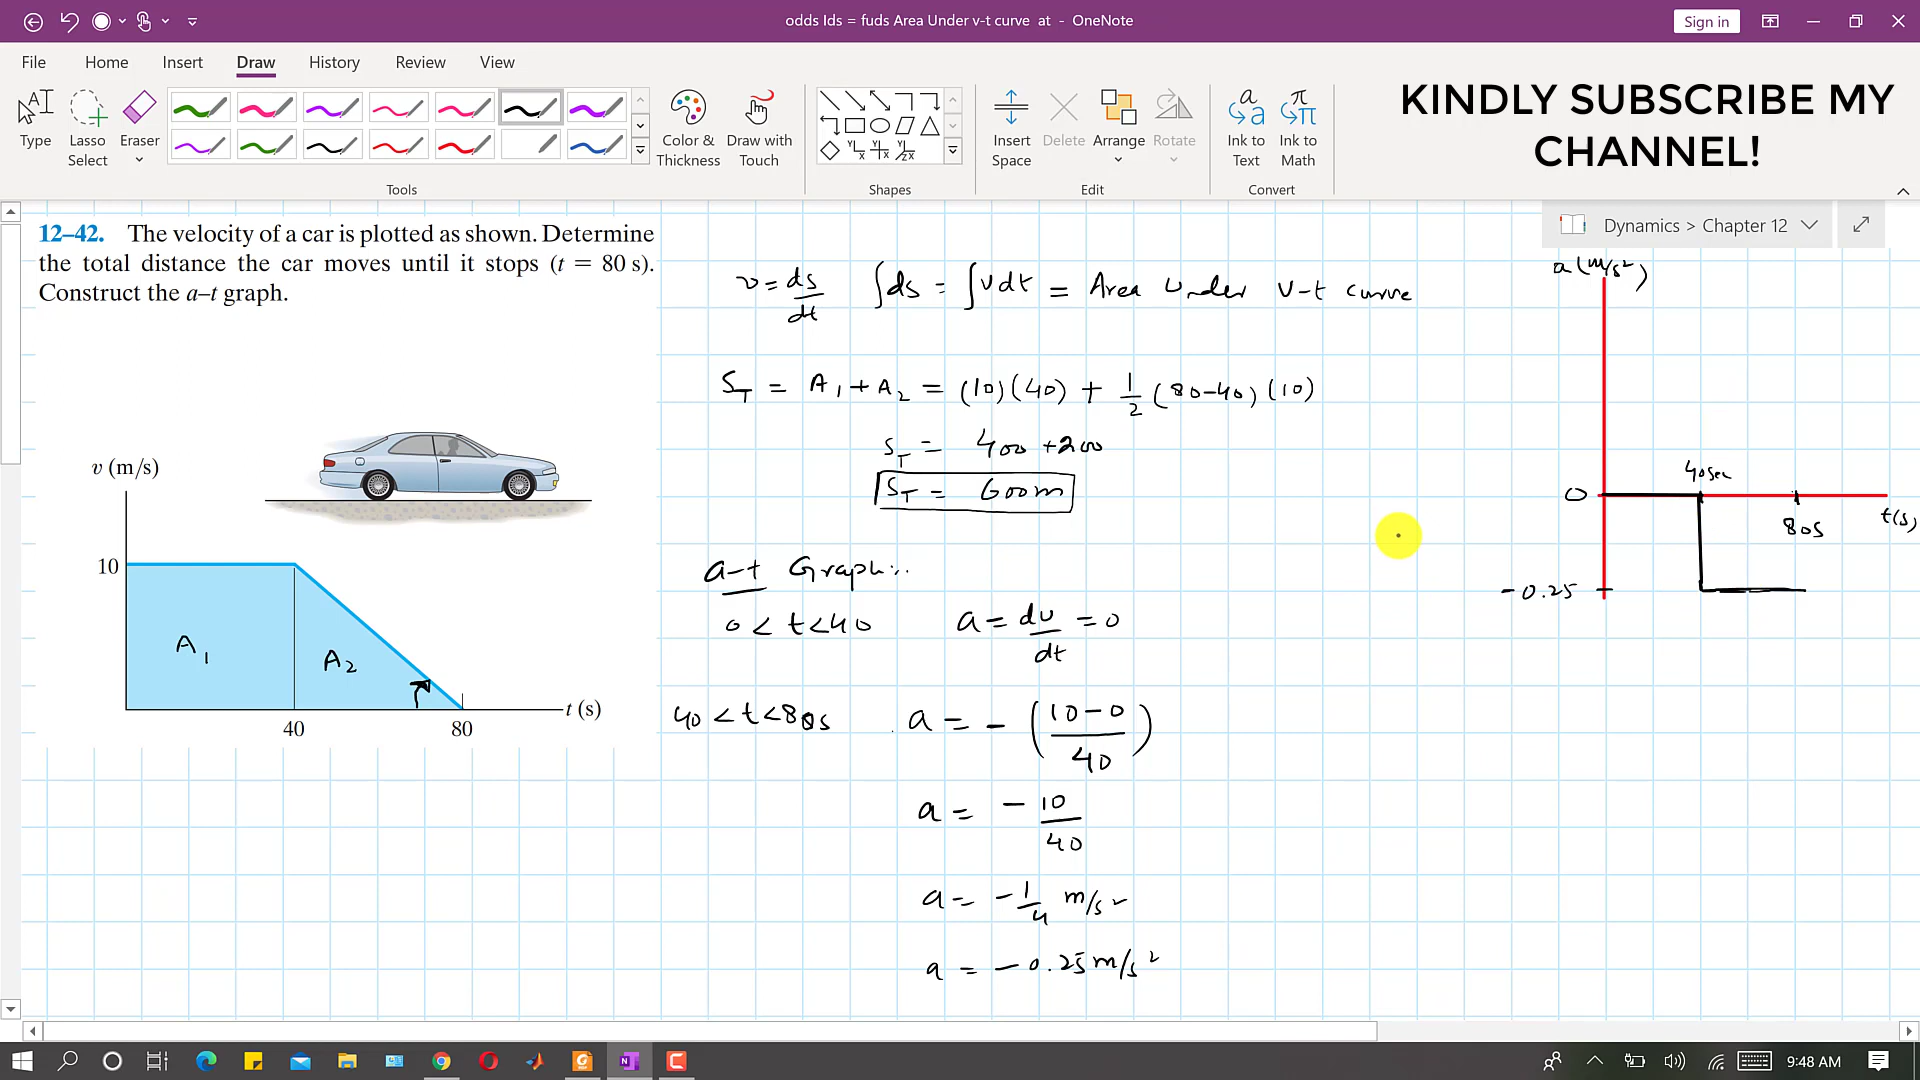 odds Ids = fuds Area Under v-t curve at - OneNote
Sign in
File Home Insert Draw History Review View
Type
Lasso Select
Eraser
Color & Thickness
Draw with Touch
Insert Space
Delete
Arrange
Rotate
Ink to Text
Ink to Math
Tools
Shapes
Edit
Convert
KINDLY SUBSCRIBE MY
CHANNEL!
Dynamics > Chapter 12
12–42. The velocity of a car is plotted as shown. Determine
the total distance the car moves until it stops (t = 80 s).
Construct the a–t graph.
v (m/s)
10
A1
A2
t (s)
40
80
v = ds/dt ∫ds = ∫vdt = Area Under v-t curve
ST = A1 + A2 = (10)(40) + 1/2 (80-40)(10)
ST = 400 + 200
ST = 600m
a-t Graph:.
0 < t < 40 a = dv/dt = 0
40 < t < 80s a = - (10-0/40)
a = -10/40
a = -1/4 m/s²
a = -0.25 m/s²
a (m/s²)
40sec
0
80s
t(s)
-0.25
9:48 AM